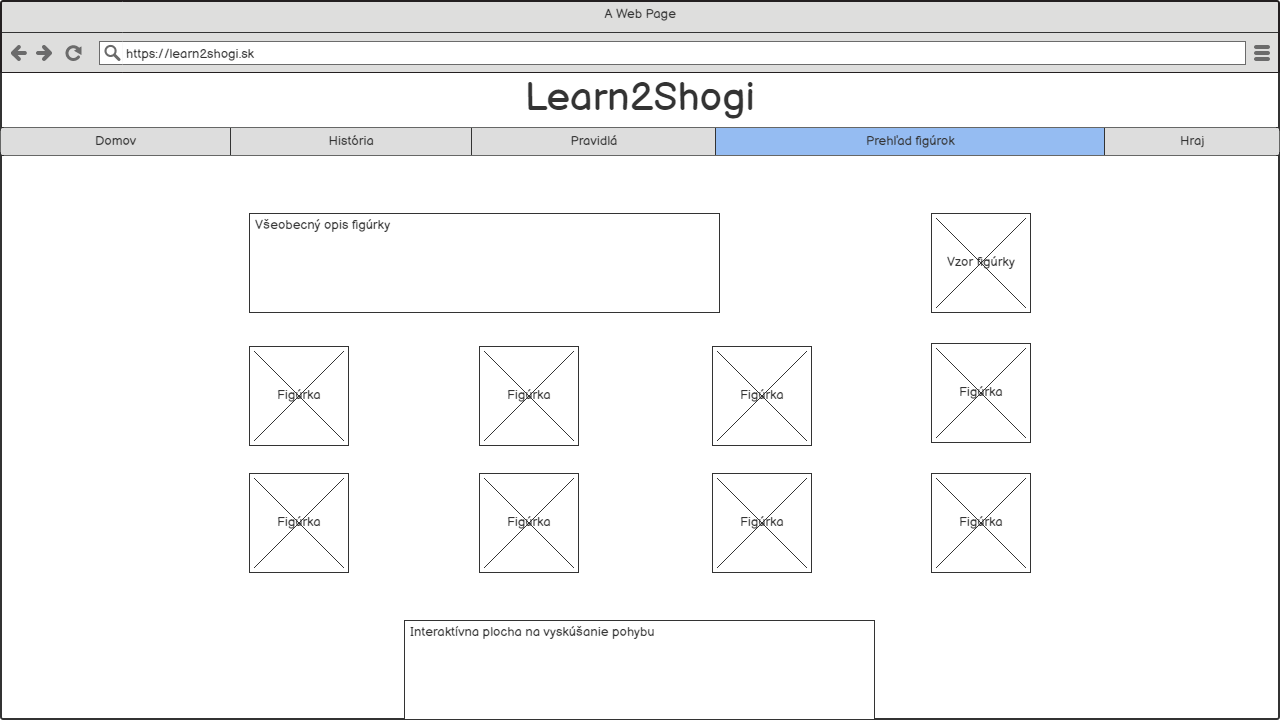 A Web Page
https://learn2shogi.sk
Learn2Shogi
Domov
História
Pravidlá
Prehľad figúrok
Hraj
Všeobecný opis figúrky
Vzor figúrky
Figúrka
Figúrka
Figúrka
Figúrka
Figúrka
Figúrka
Figúrka
Figúrka
Interaktívna plocha na vyskúšanie pohybu